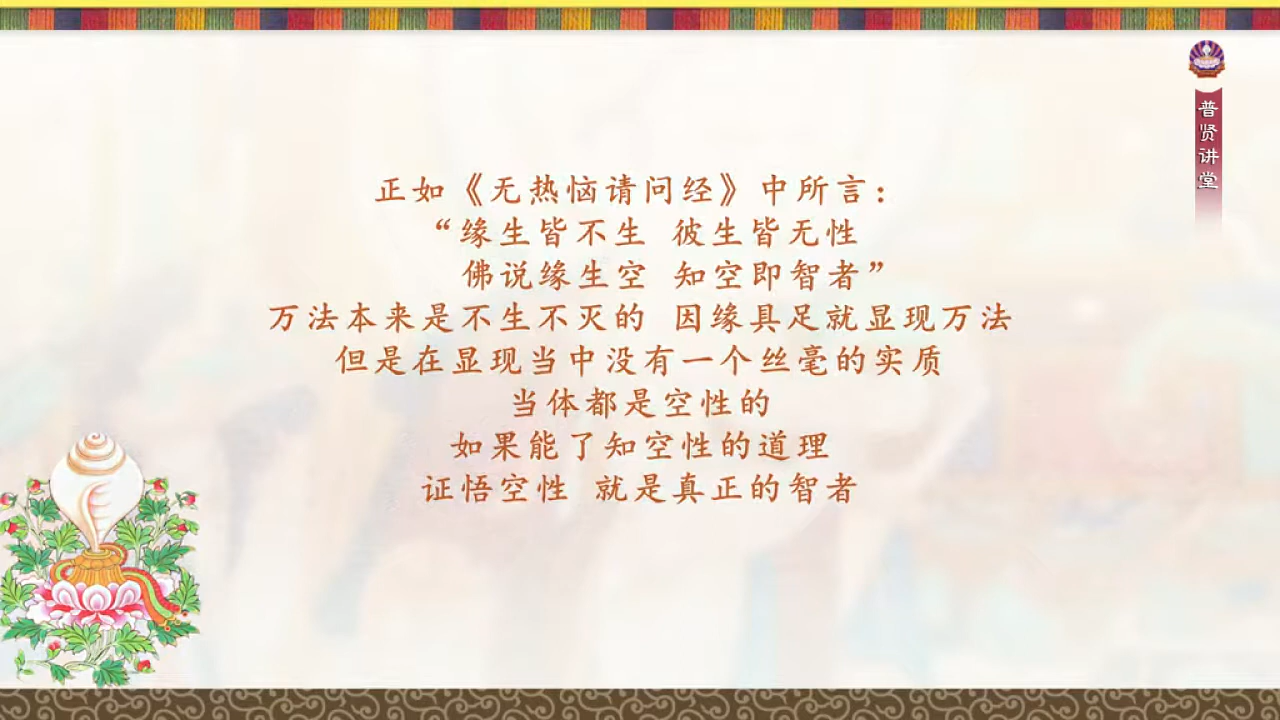 正如《无热恼请问经》中所言：
“缘生皆不生 彼生皆无性
佛说缘生空 知空即智者”
万法本来是不生不灭的 因缘具足就显现万法
但是在显现当中没有一个丝毫的实质
当体都是空性的
如果能了知空性的道理
证悟空性 就是真正的智者
普贤讲堂